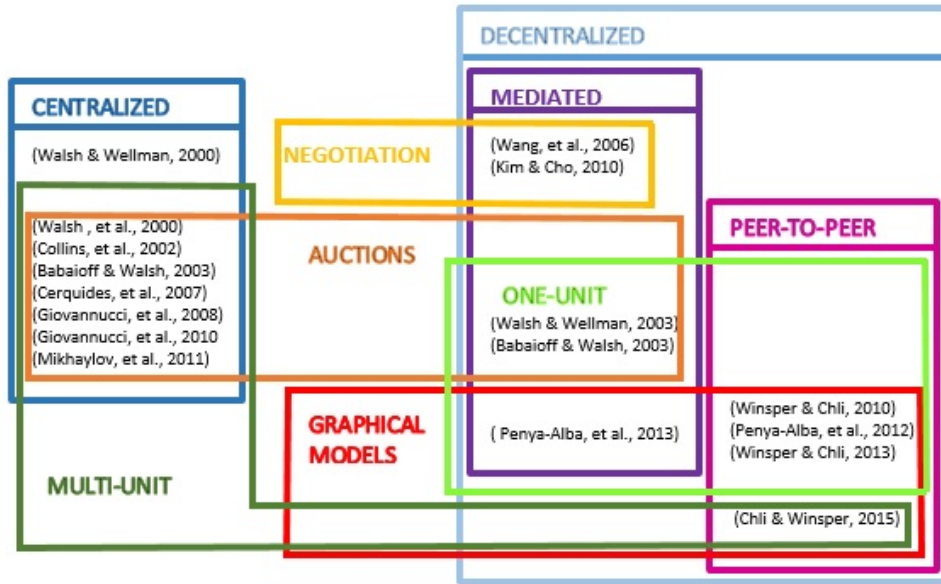 DECENTRALIZED
CENTRALIZED
MEDIATED
(Walsh & Wellman, 2000)
NEGOTIATION
(Wang, et al., 2006)
(Kim & Cho, 2010)
(Walsh , et al., 2000)
(Collins, et al., 2002)
(Babaioff & Walsh, 2003)
(Cerquides, et al., 2007)
(Giovannucci, et al., 2008)
(Giovannucci, et al., 2010
(Mikhaylov, et al., 2011)
AUCTIONS
PEER-TO-PEER
ONE-UNIT
(Walsh & Wellman, 2003)
(Babaioff & Walsh, 2003)
GRAPHICAL
MODELS
( Penya-Alba, et al., 2013)
(Winsper & Chli, 2010)
(Penya-Alba, et al., 2012)
(Winsper & Chli, 2013)
MULTI-UNIT
(Chli & Winsper, 2015)